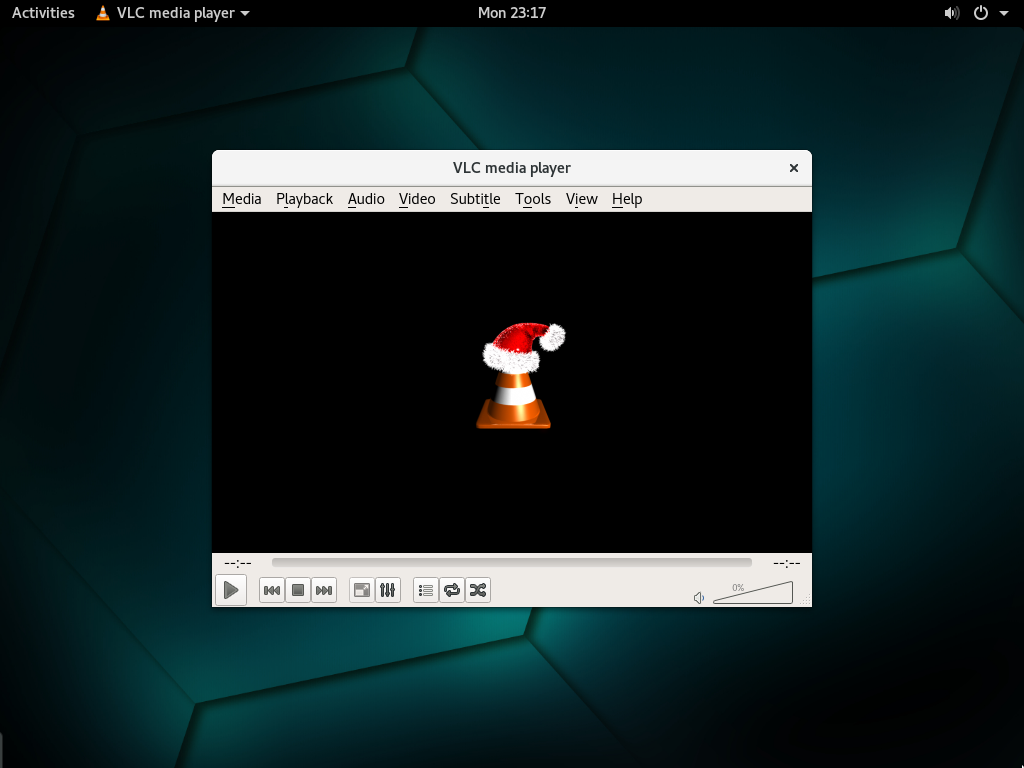 Activities VLC media player Mon 23:17
VLC media player
Media Playback Audio Video Subtitle Tools View Help
--:-- --:--
0%